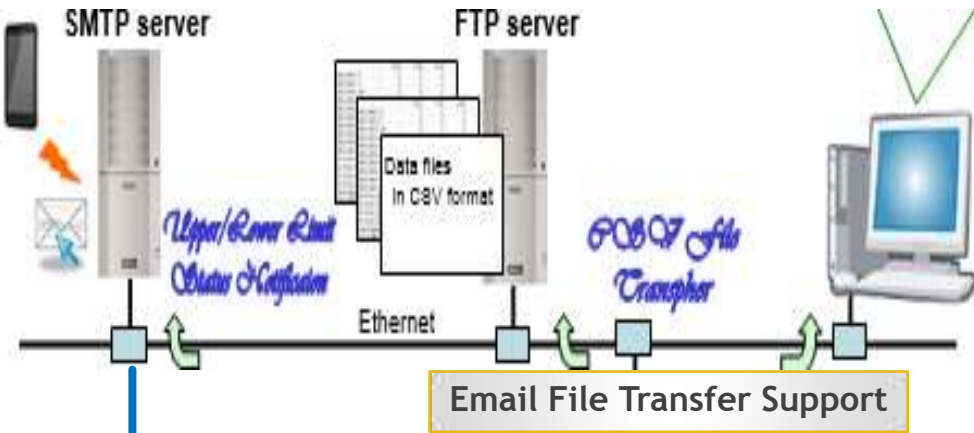 SMTP server
FTP server
Data files
in CSV format
Upper/Lower Limit
Status Notification
CSV File
Transpher
Ethernet
Email File Transfer Support